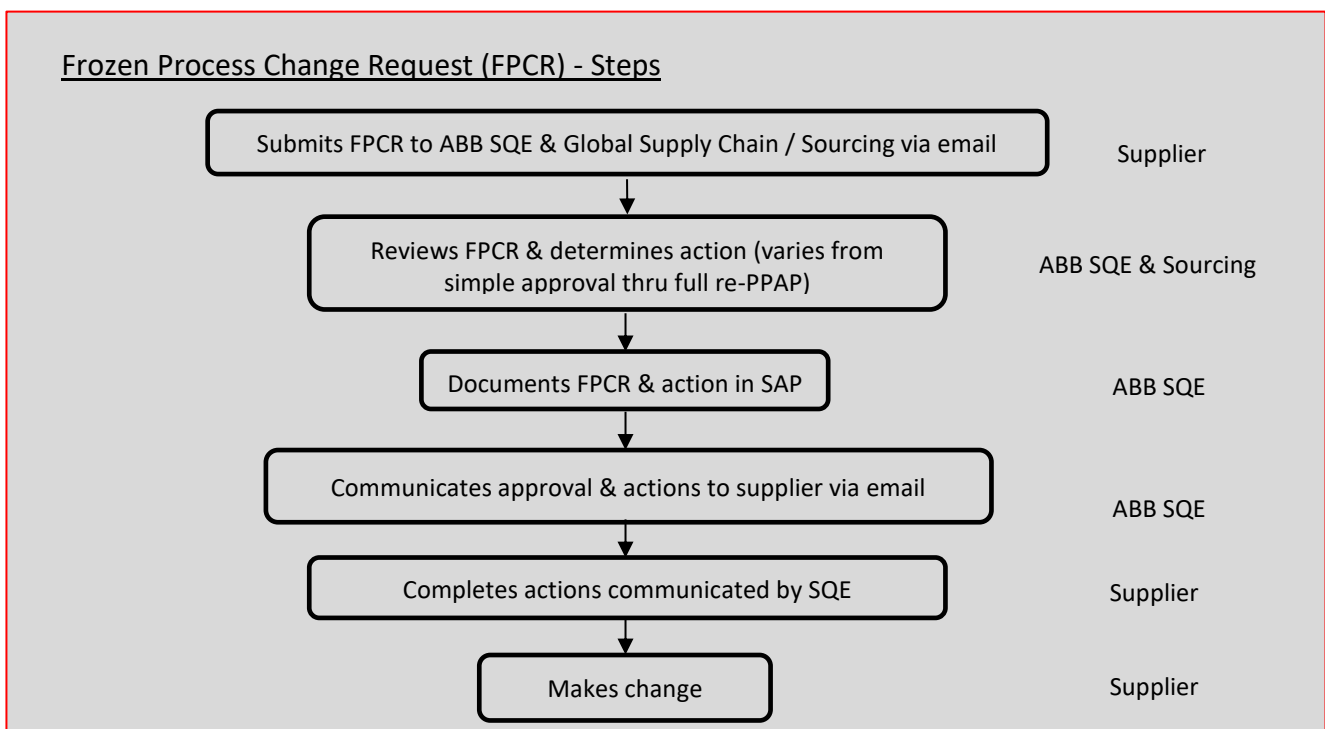 Frozen Process Change Request (FPCR) - Steps
Submits FPCR to ABB SQE & Global Supply Chain / Sourcing via email
Supplier
Reviews FPCR & determines action (varies from
simple approval thru full re-PPAP)
ABB SQE & Sourcing
Documents FPCR & action in SAP
ABB SQE
Communicates approval & actions to supplier via email
ABB SQE
Completes actions communicated by SQE
Supplier
Makes change
Supplier